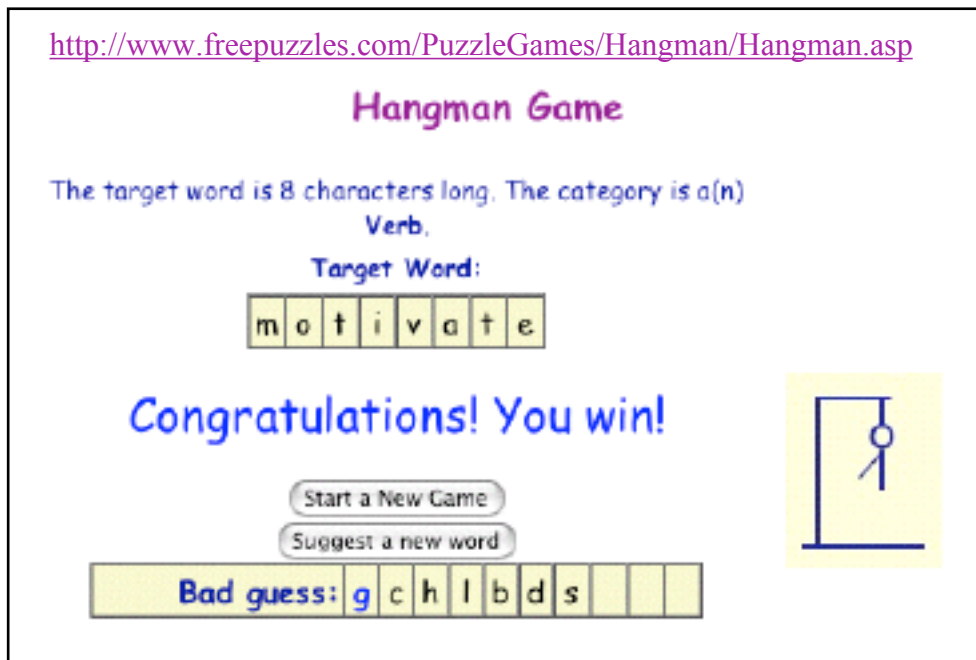 http://www.freepuzzles.com/PuzzleGames/Hangman/Hangman.asp
Hangman Game
The target word is 8 characters long. The category is a(n)
Verb.
Target Word:
m o t i v a t e
Congratulations! You win!
Start a New Game
Suggest a new word
Bad guess: g c h l b d s